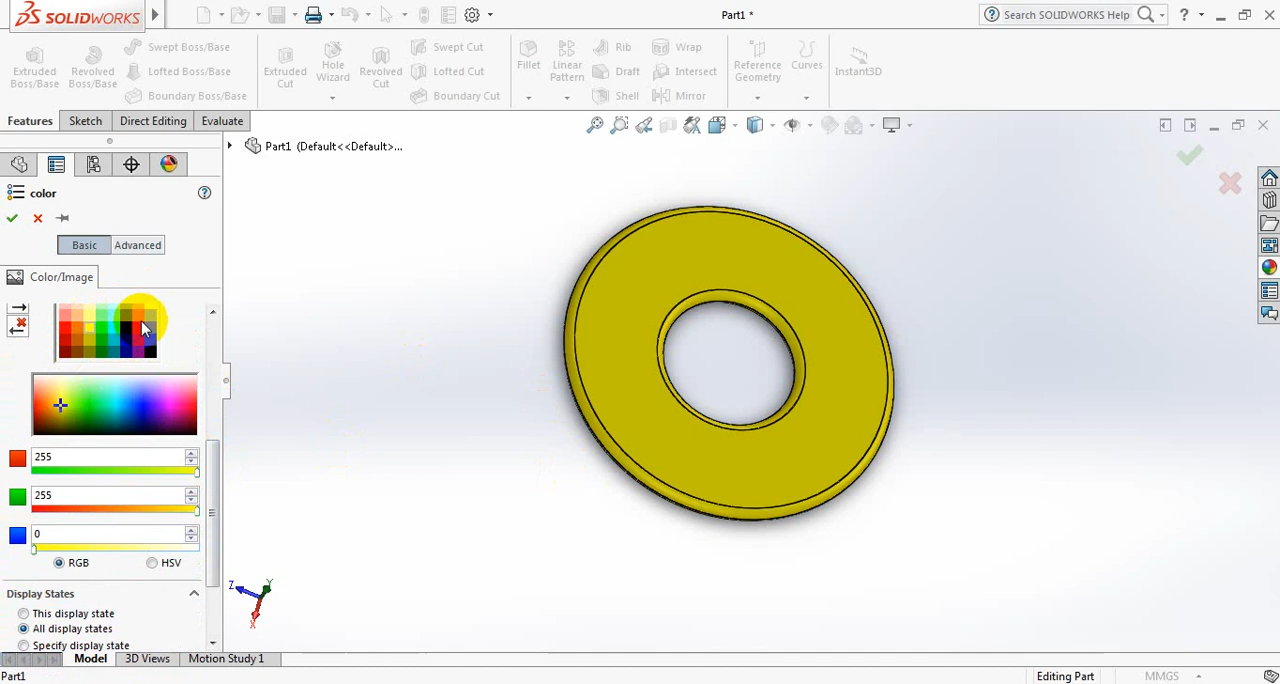 SOLIDWORKS
Part1 *
Search SOLIDWORKS Help
?
Extruded Boss/Base
Revolved Boss/Base
Swept Boss/Base
Lofted Boss/Base
Boundary Boss/Base
Extruded Cut
Hole Wizard
Revolved Cut
Swept Cut
Lofted Cut
Boundary Cut
Fillet
Linear Pattern
Rib
Draft
Shell
Wrap
Intersect
Mirror
Reference Geometry
Curves
Instant3D
Features
Sketch
Direct Editing
Evaluate
Part1 (Default<<Default>...
color
Basic
Advanced
Color/Image
255
255
0
RGB
HSV
Display States
This display state
All display states
Specify display state
Z
Y
X
Model
3D Views
Motion Study 1
Part1
Editing Part
MMGS